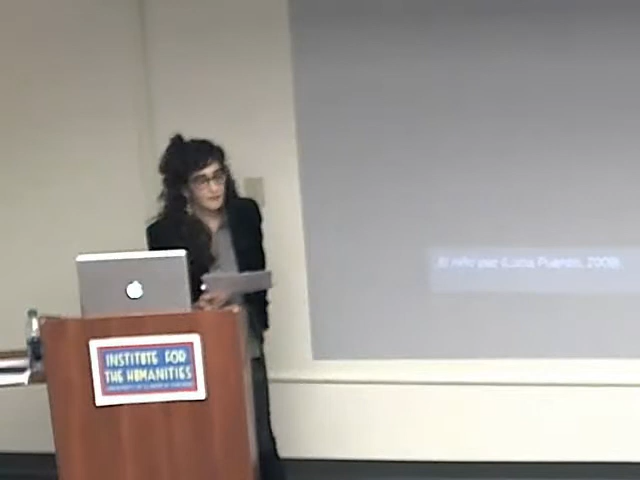 El niño pez (Lucía Puenzo, 2009)
INSTITUTE FOR
THE HUMANITIES